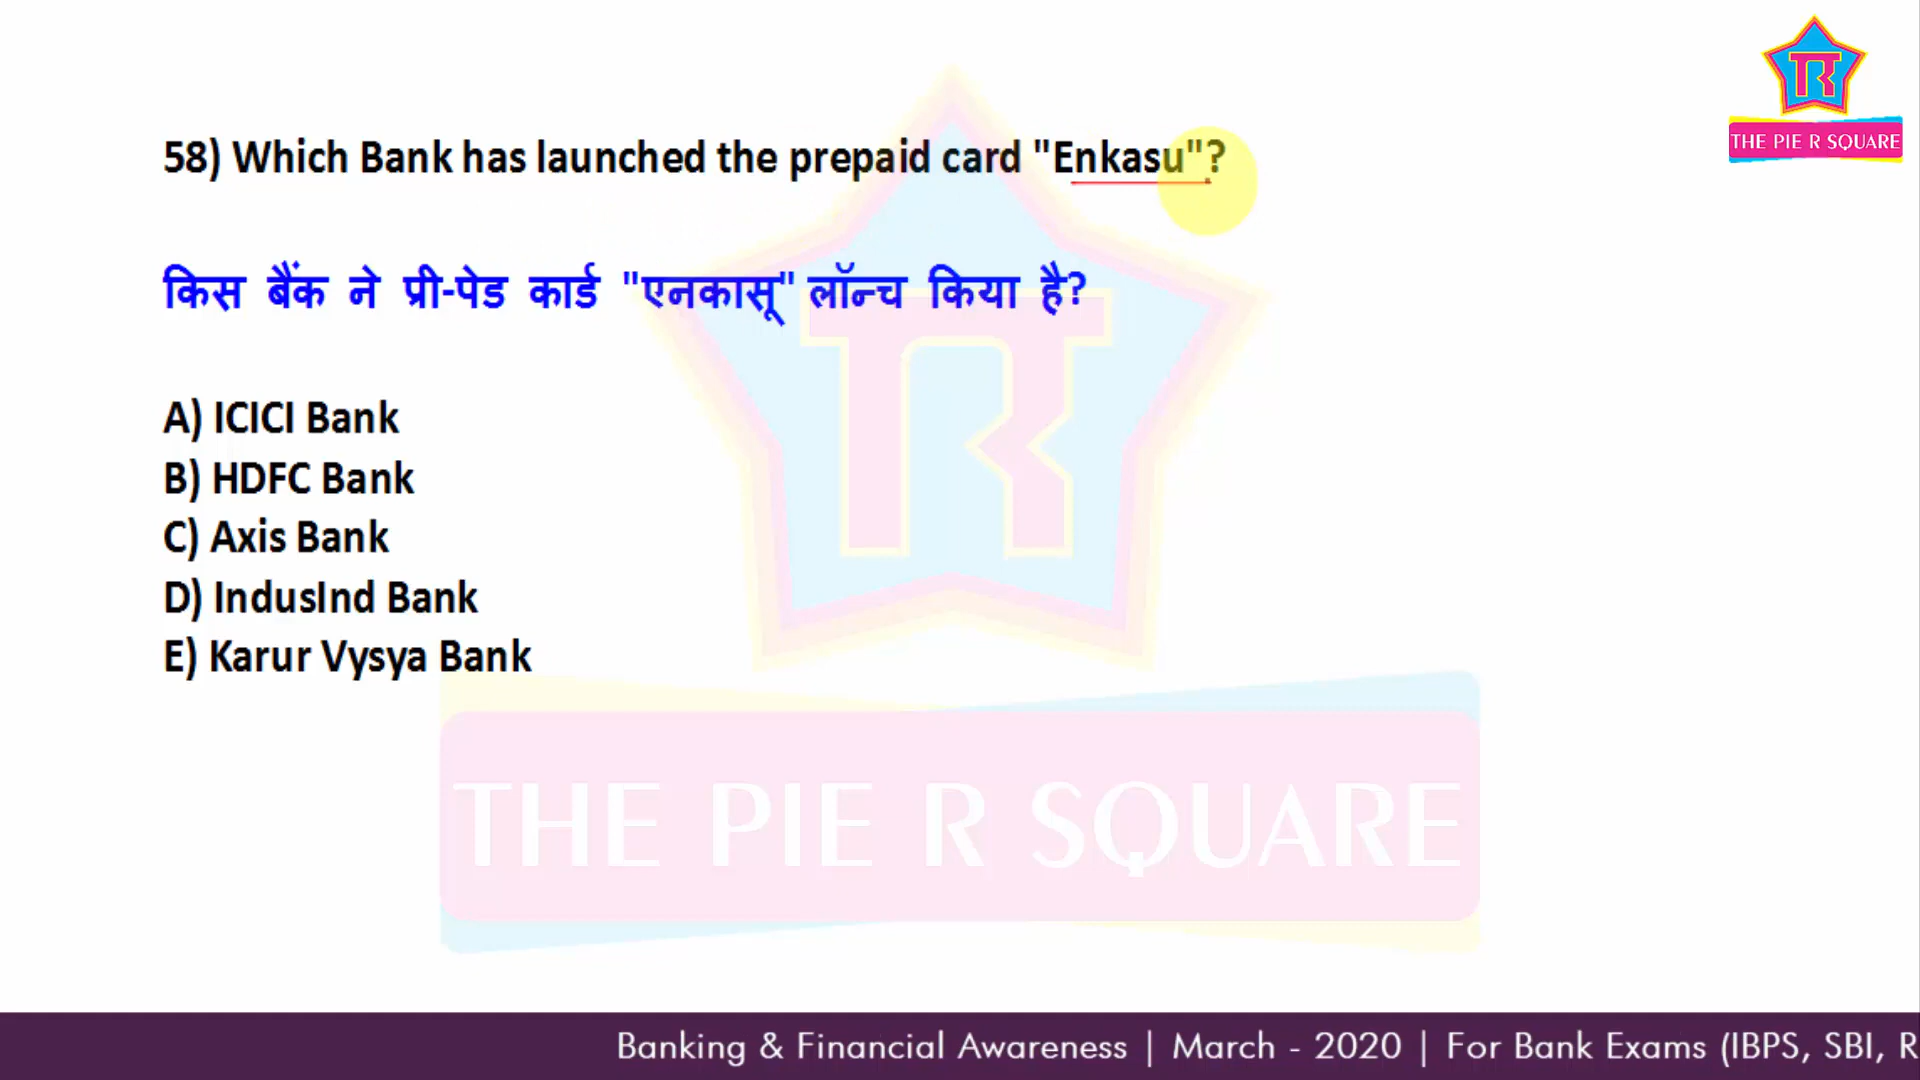 THE PIE R SQUARE
58) Which Bank has launched the prepaid card "Enkasu"?
किस बैंक ने प्री-पेड कार्ड "एनकासू" लॉन्च किया है?
A) ICICI Bank
B) HDFC Bank
C) Axis Bank
D) IndusInd Bank
E) Karur Vysya Bank
THE PIE R SQUARE
Banking & Financial Awareness | March - 2020 | For Bank Exams (IBPS, SBI, R